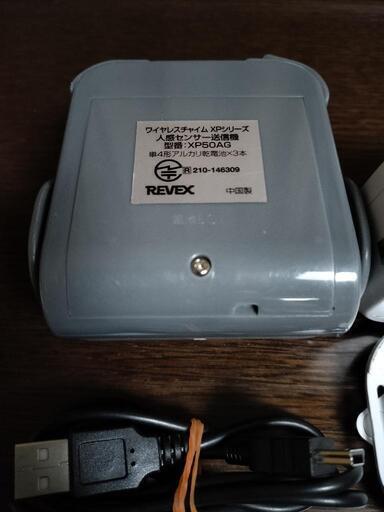 ワイヤレスチャイム XPシリーズ
人感センサー送信機
型番:XP50AG
単4形アルカリ乾電池×3本
R 210-146309
REVEX 中国製